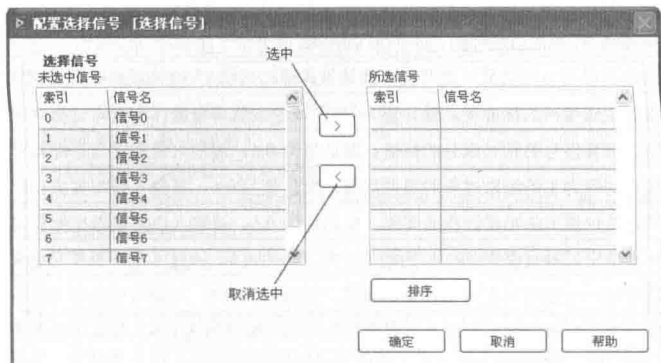 配置选择信号 [选择信号]
选中
选择信号
未选中信号
所选信号
索引 信号名
索引 信号名
0 信号0
>
1 信号1
2 信号2
3 信号3
<
4 信号4
5 信号5
6 信号6
7 信号7
取消选中
排序
确定 取消 帮助